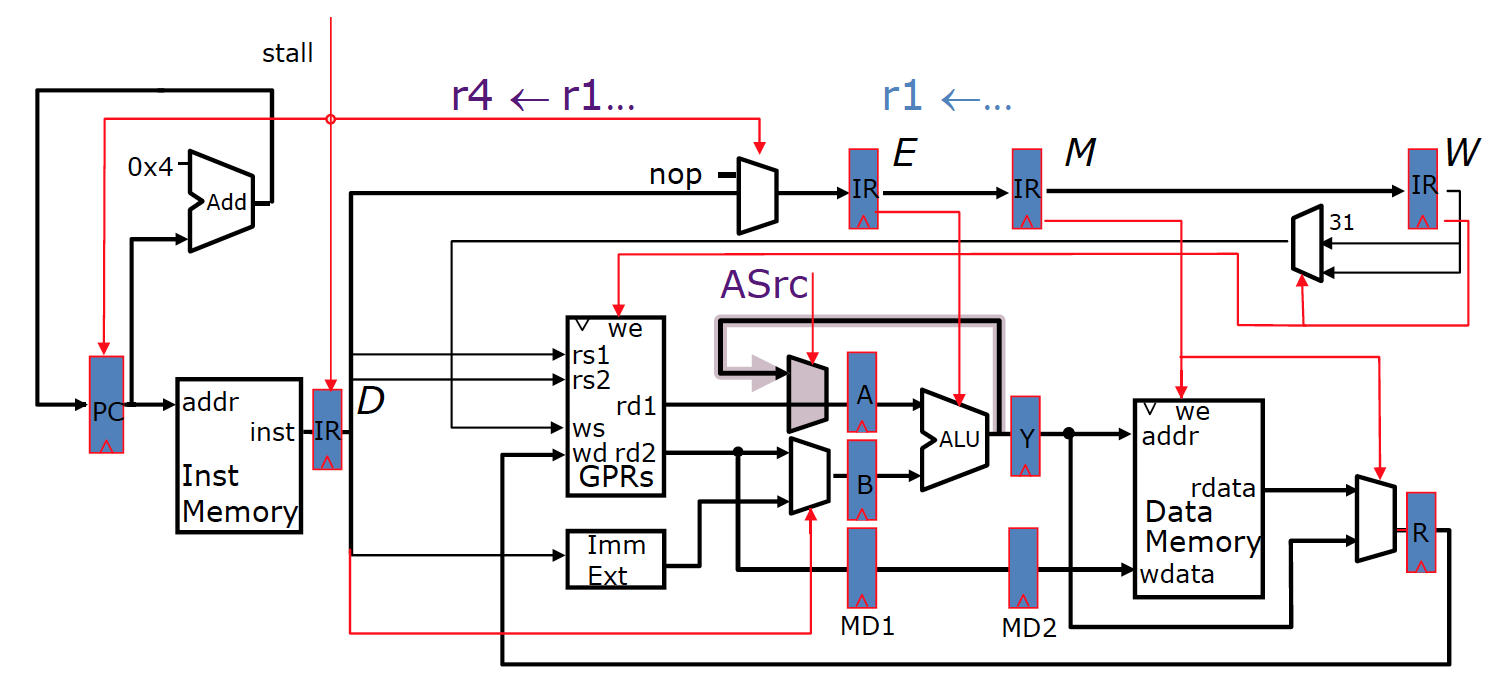 stall
r4 ← r1...
r1 ←...
E
M
W
0x4
nop
Add
IR
IR
IR
31
ASrc
we
rs1
rs2
rd1
ws
wd rd2
GPRs
PC
addr
inst
Inst
Memory
IR
D
A
B
ALU
Y
we
addr
rdata
Data
Memory
wdata
R
Imm
Ext
MD1
MD2